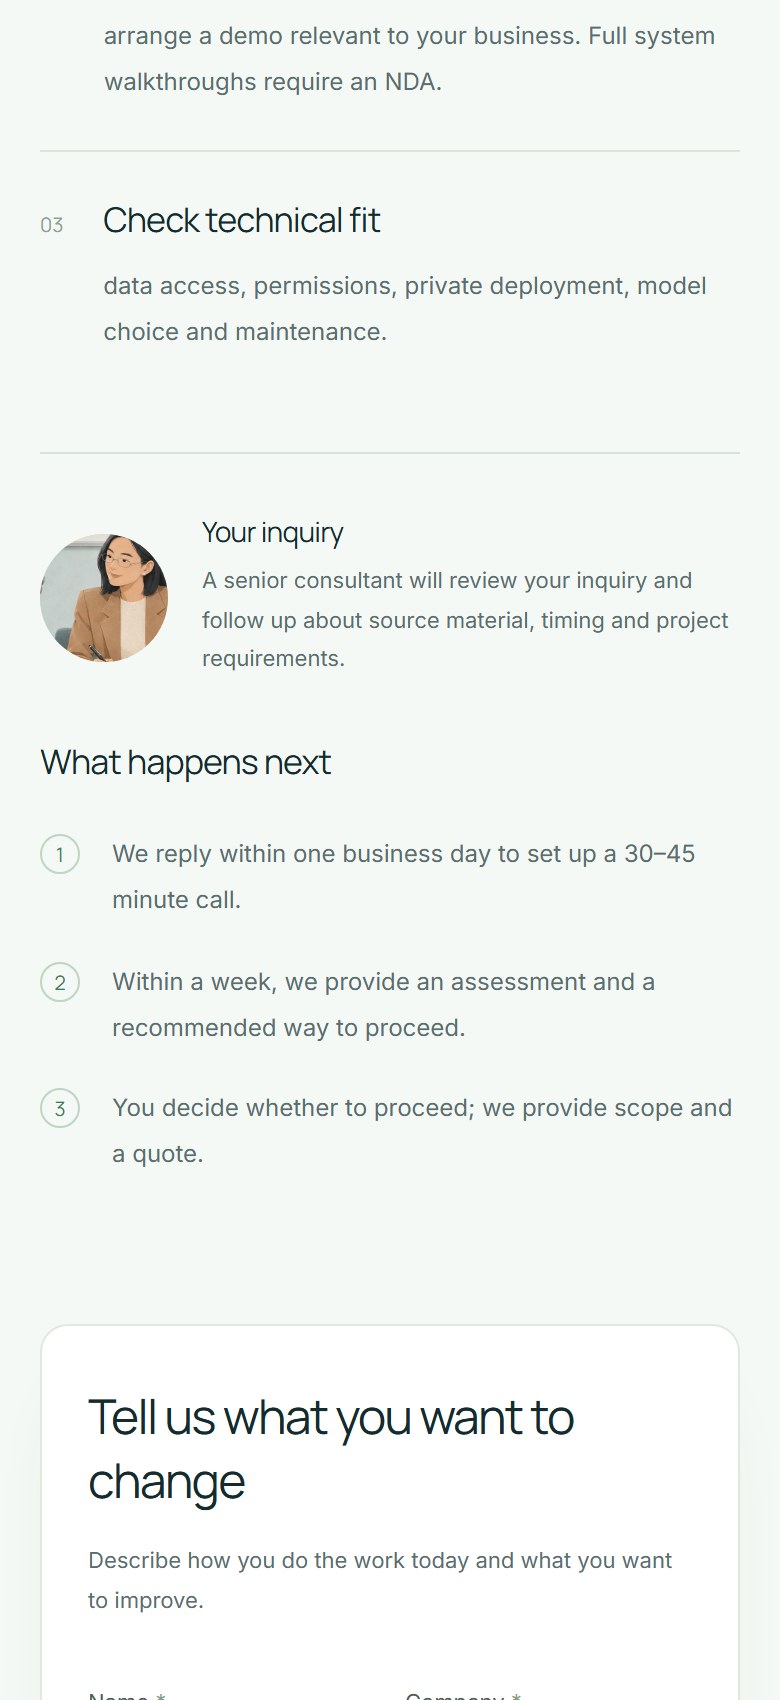 arrange a demo relevant to your business. Full system
walkthroughs require an NDA.
03
Check technical fit
data access, permissions, private deployment, model
choice and maintenance.
Your inquiry
A senior consultant will review your inquiry and
follow up about source material, timing and project
requirements.
What happens next
1
We reply within one business day to set up a 30–45
minute call.
2
Within a week, we provide an assessment and a
recommended way to proceed.
3
You decide whether to proceed; we provide scope and
a quote.
Tell us what you want to
change
Describe how you do the work today and what you want
to improve.
Name *
Company *